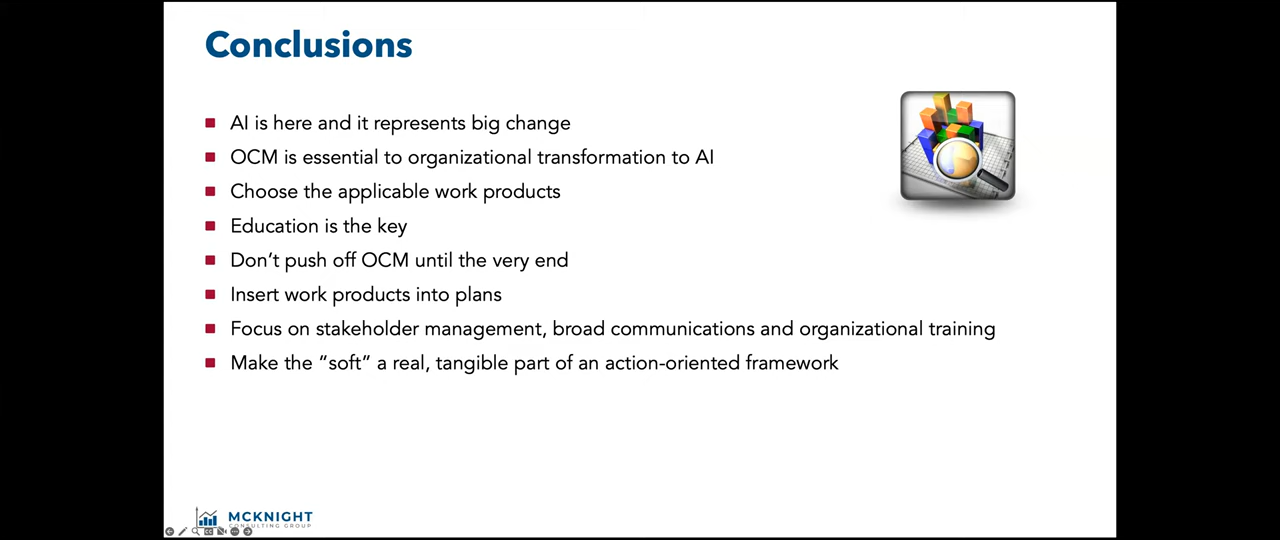 Conclusions
AI is here and it represents big change
OCM is essential to organizational transformation to AI
Choose the applicable work products
Education is the key
Don’t push off OCM until the very end
Insert work products into plans
Focus on stakeholder management, broad communications and organizational training
Make the “soft” a real, tangible part of an action-oriented framework
MCKNIGHT
CONSULTING GROUP